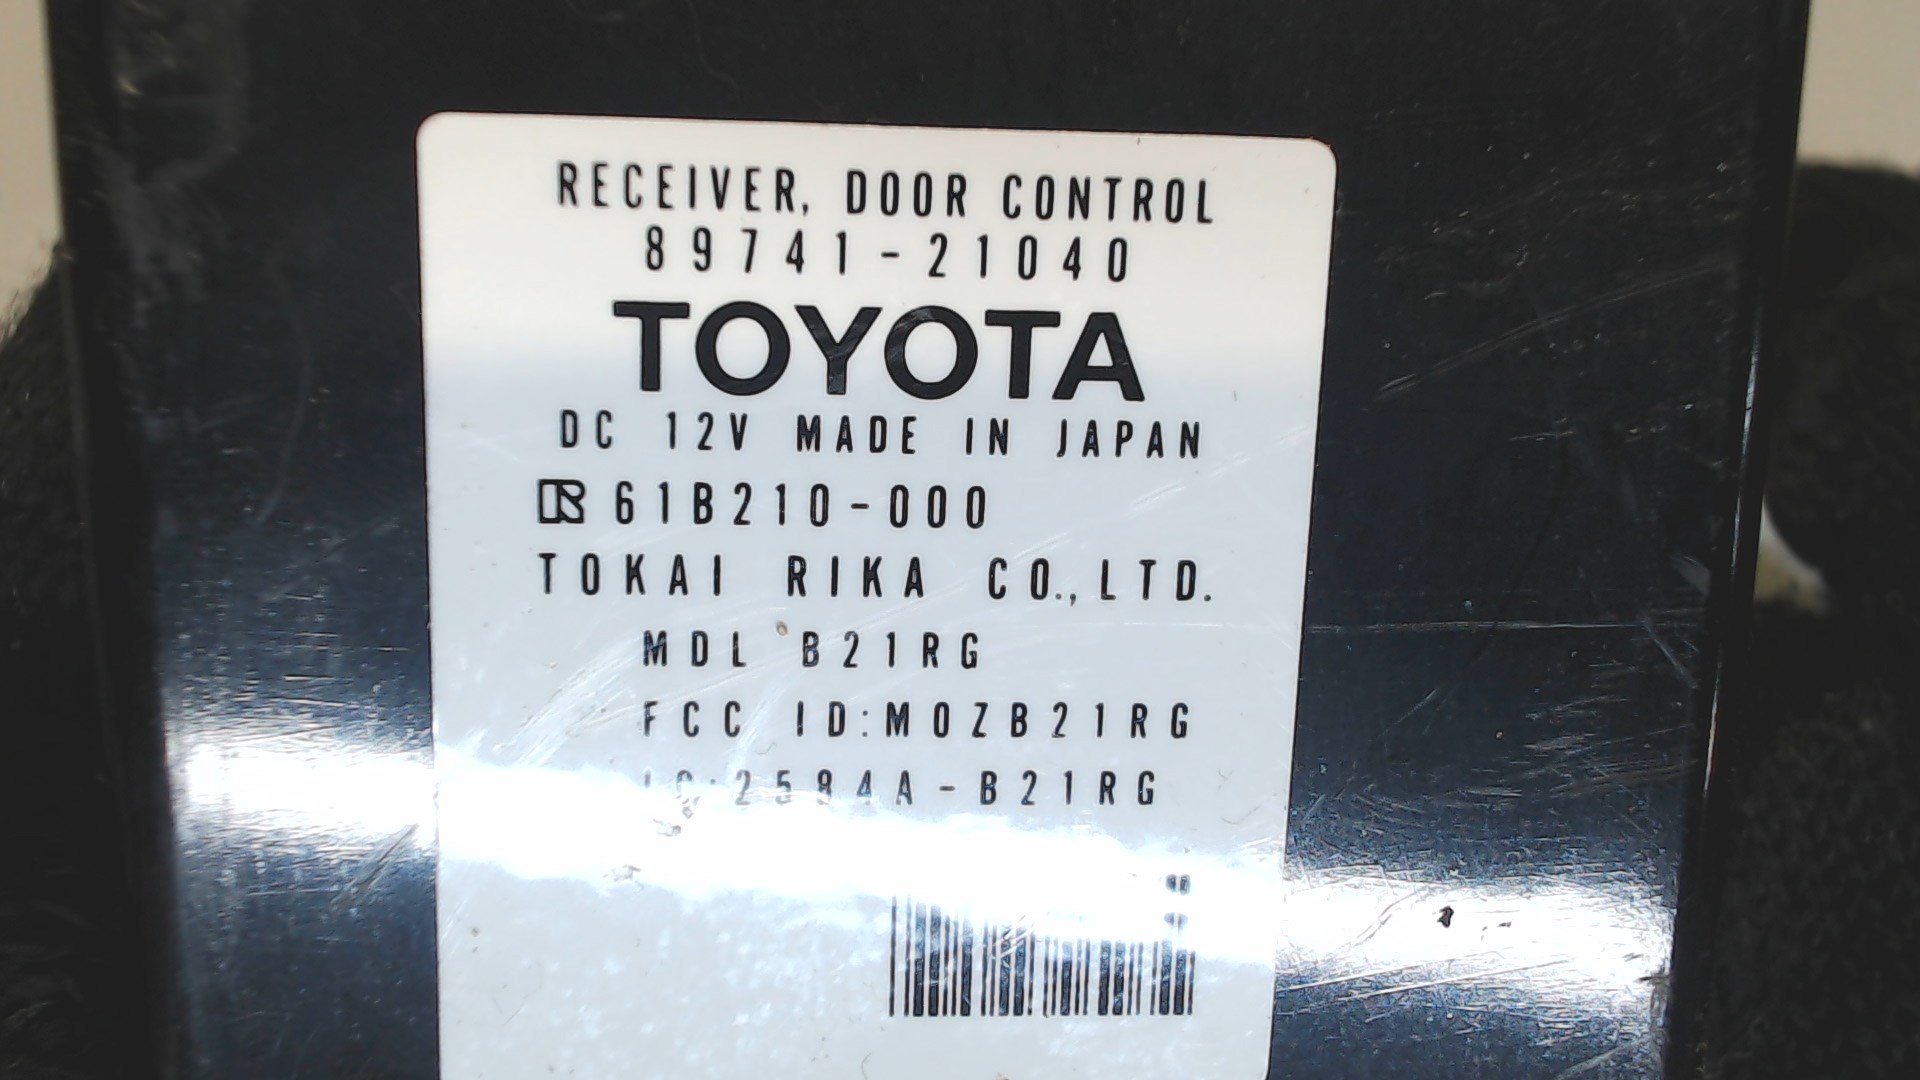 RECEIVER, DOOR CONTROL
89741-21040
TOYOTA
DC 12V MADE IN JAPAN
61B210-000
TOKAI RIKA CO.,LTD.
MDL B21RG
FCC ID:MOZB21RG
IC:2584A-B21RG